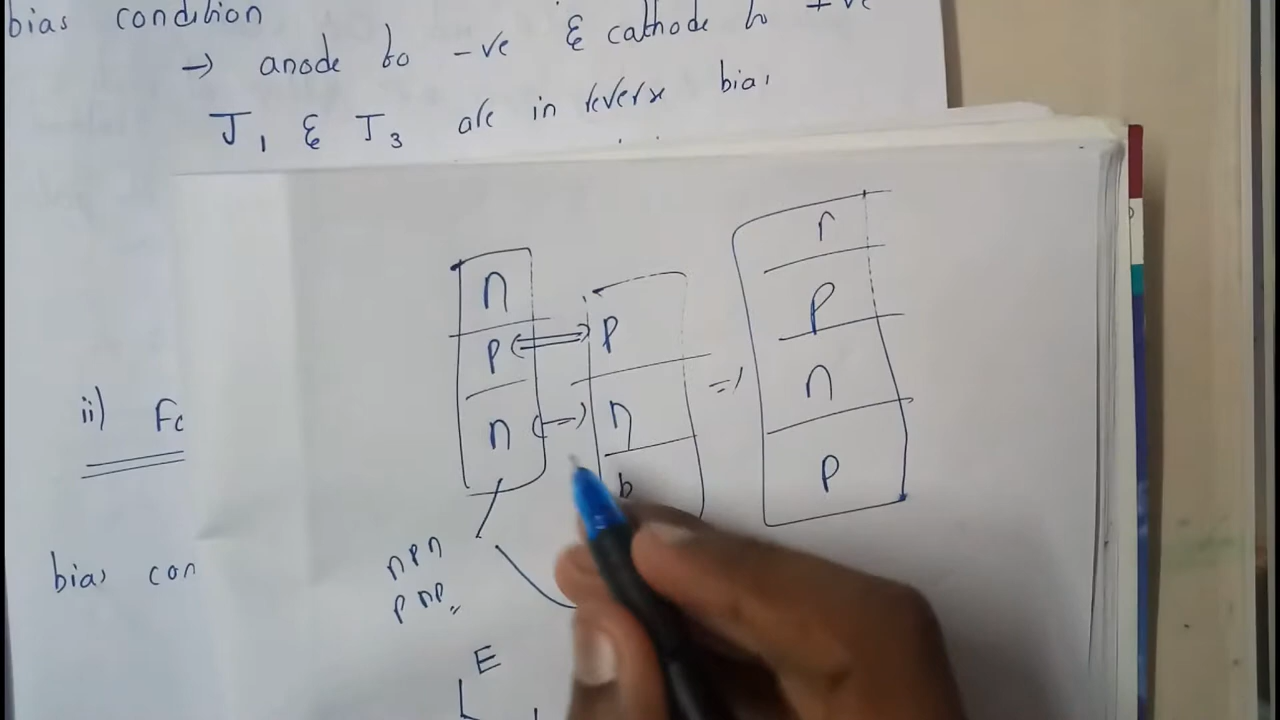 bias condition
→ anode to -ve & cathode to +ve
J1 & J3 are in reverse bias
n
p
n
p
n
p
=)
r
p
n
p
ii) Fc
bias con
npn
pnp
E